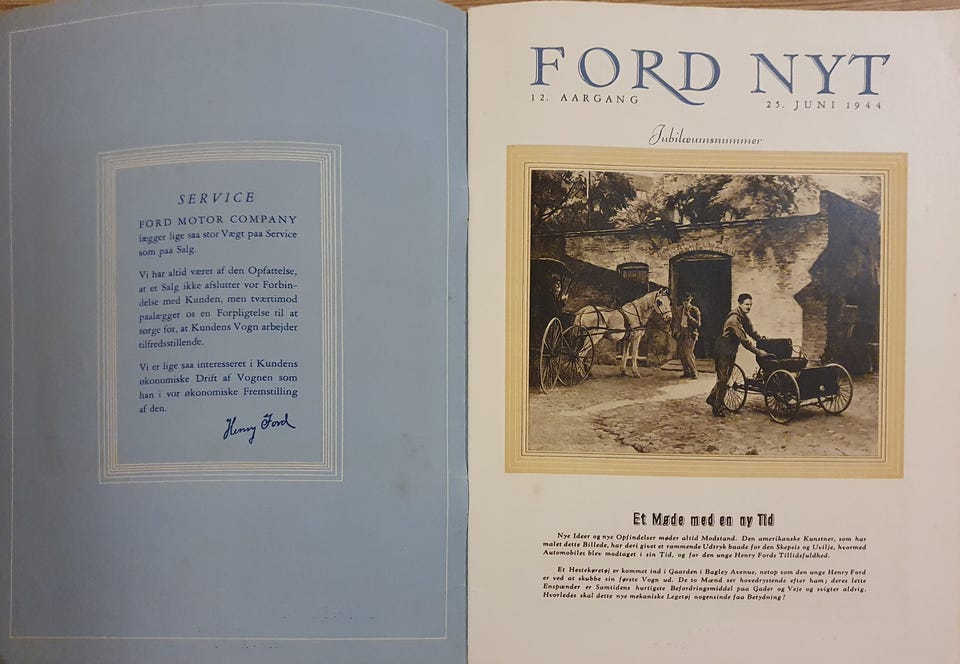 SERVICE
FORD MOTOR COMPANY
lægger lige saa stor Vægt paa Service
som paa Salg.
Vi har altid været af den Opfattelse,
at et Salg ikke afslutter vor Forbin-
delse med Kunden, men tværtimod
paalægger os en Forpligtelse til at
sørge for, at Kundens Vogn arbejder
tilfredsstillende.
Vi er lige saa interesseret i Kundens
økonomiske Drift af Vognen som
han i vor økonomiske Fremstilling
af den.
Henry Ford
FORD NYT
12. AARGANG
25. JUNI 1944
Jubilæumsnummer
Et Møde med en ny Tid
Nye Ideer og nye Opfindelser møder altid Modstand. Den amerikanske Kunstner, som har
malet dette Billede, har deri givet et rammende Udtryk baade for den Skepsis og Uvilje, hvormed
Automobilet blev modtaget i sin Tid, og for den unge Henry Fords Tillidsfuldhed.
Et Hestekøretøj er kommet ind i Gaarden i Bagley Avenue, netop som den unge Henry Ford
er ved at skubbe sin første Vogn ud. De to Mænd ser hovedrystende efter ham; deres lette
Enspænder er Samtidens hurtigste Befordringsmiddel paa Gader og Veje og svigter aldrig.
Hvorledes skal dette nye mekaniske Legetøj nogensinde faa Betydning?